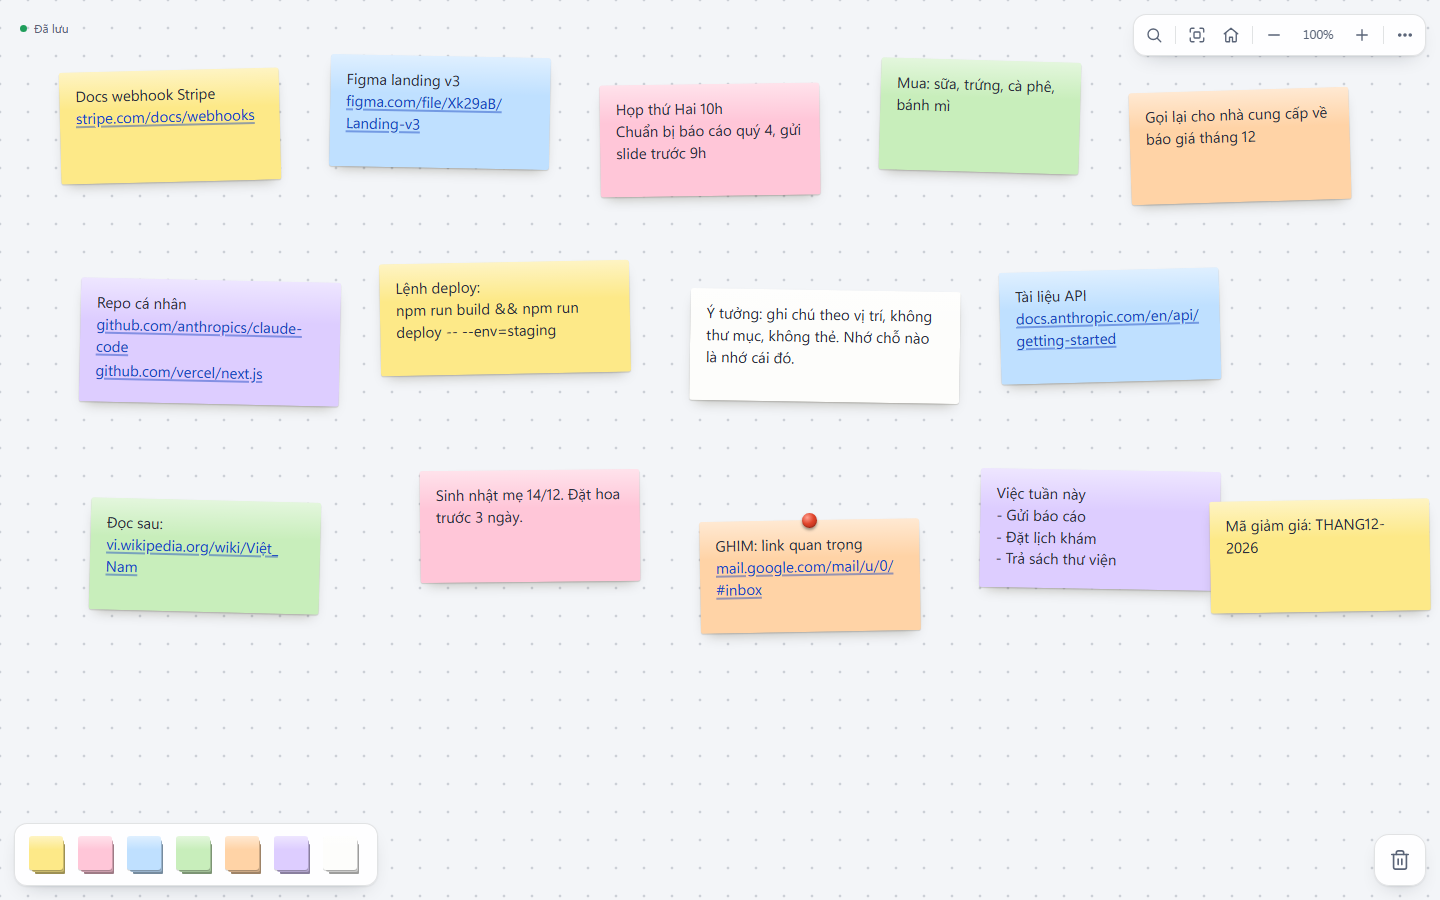 Đã lưu
100%
Docs webhook Stripe
stripe.com/docs/webhooks
Figma landing v3
figma.com/file/Xk29aB/
Landing-v3
Họp thứ Hai 10h
Chuẩn bị báo cáo quý 4, gửi
slide trước 9h
Mua: sữa, trứng, cà phê,
bánh mì
Gọi lại cho nhà cung cấp về
báo giá tháng 12
Repo cá nhân
github.com/anthropics/claude-
code
github.com/vercel/next.js
Lệnh deploy:
npm run build && npm run
deploy -- --env=staging
Ý tưởng: ghi chú theo vị trí, không
thư mục, không thẻ. Nhớ chỗ nào
là nhớ cái đó.
Tài liệu API
docs.anthropic.com/en/api/
getting-started
Đọc sau:
vi.wikipedia.org/wiki/Việt_
Nam
Sinh nhật mẹ 14/12. Đặt hoa
trước 3 ngày.
GHIM: link quan trọng
mail.google.com/mail/u/0/
#inbox
Việc tuần này
- Gửi báo cáo
- Đặt lịch khám
- Trả sách thư viện
Mã giảm giá: THANG12-
2026